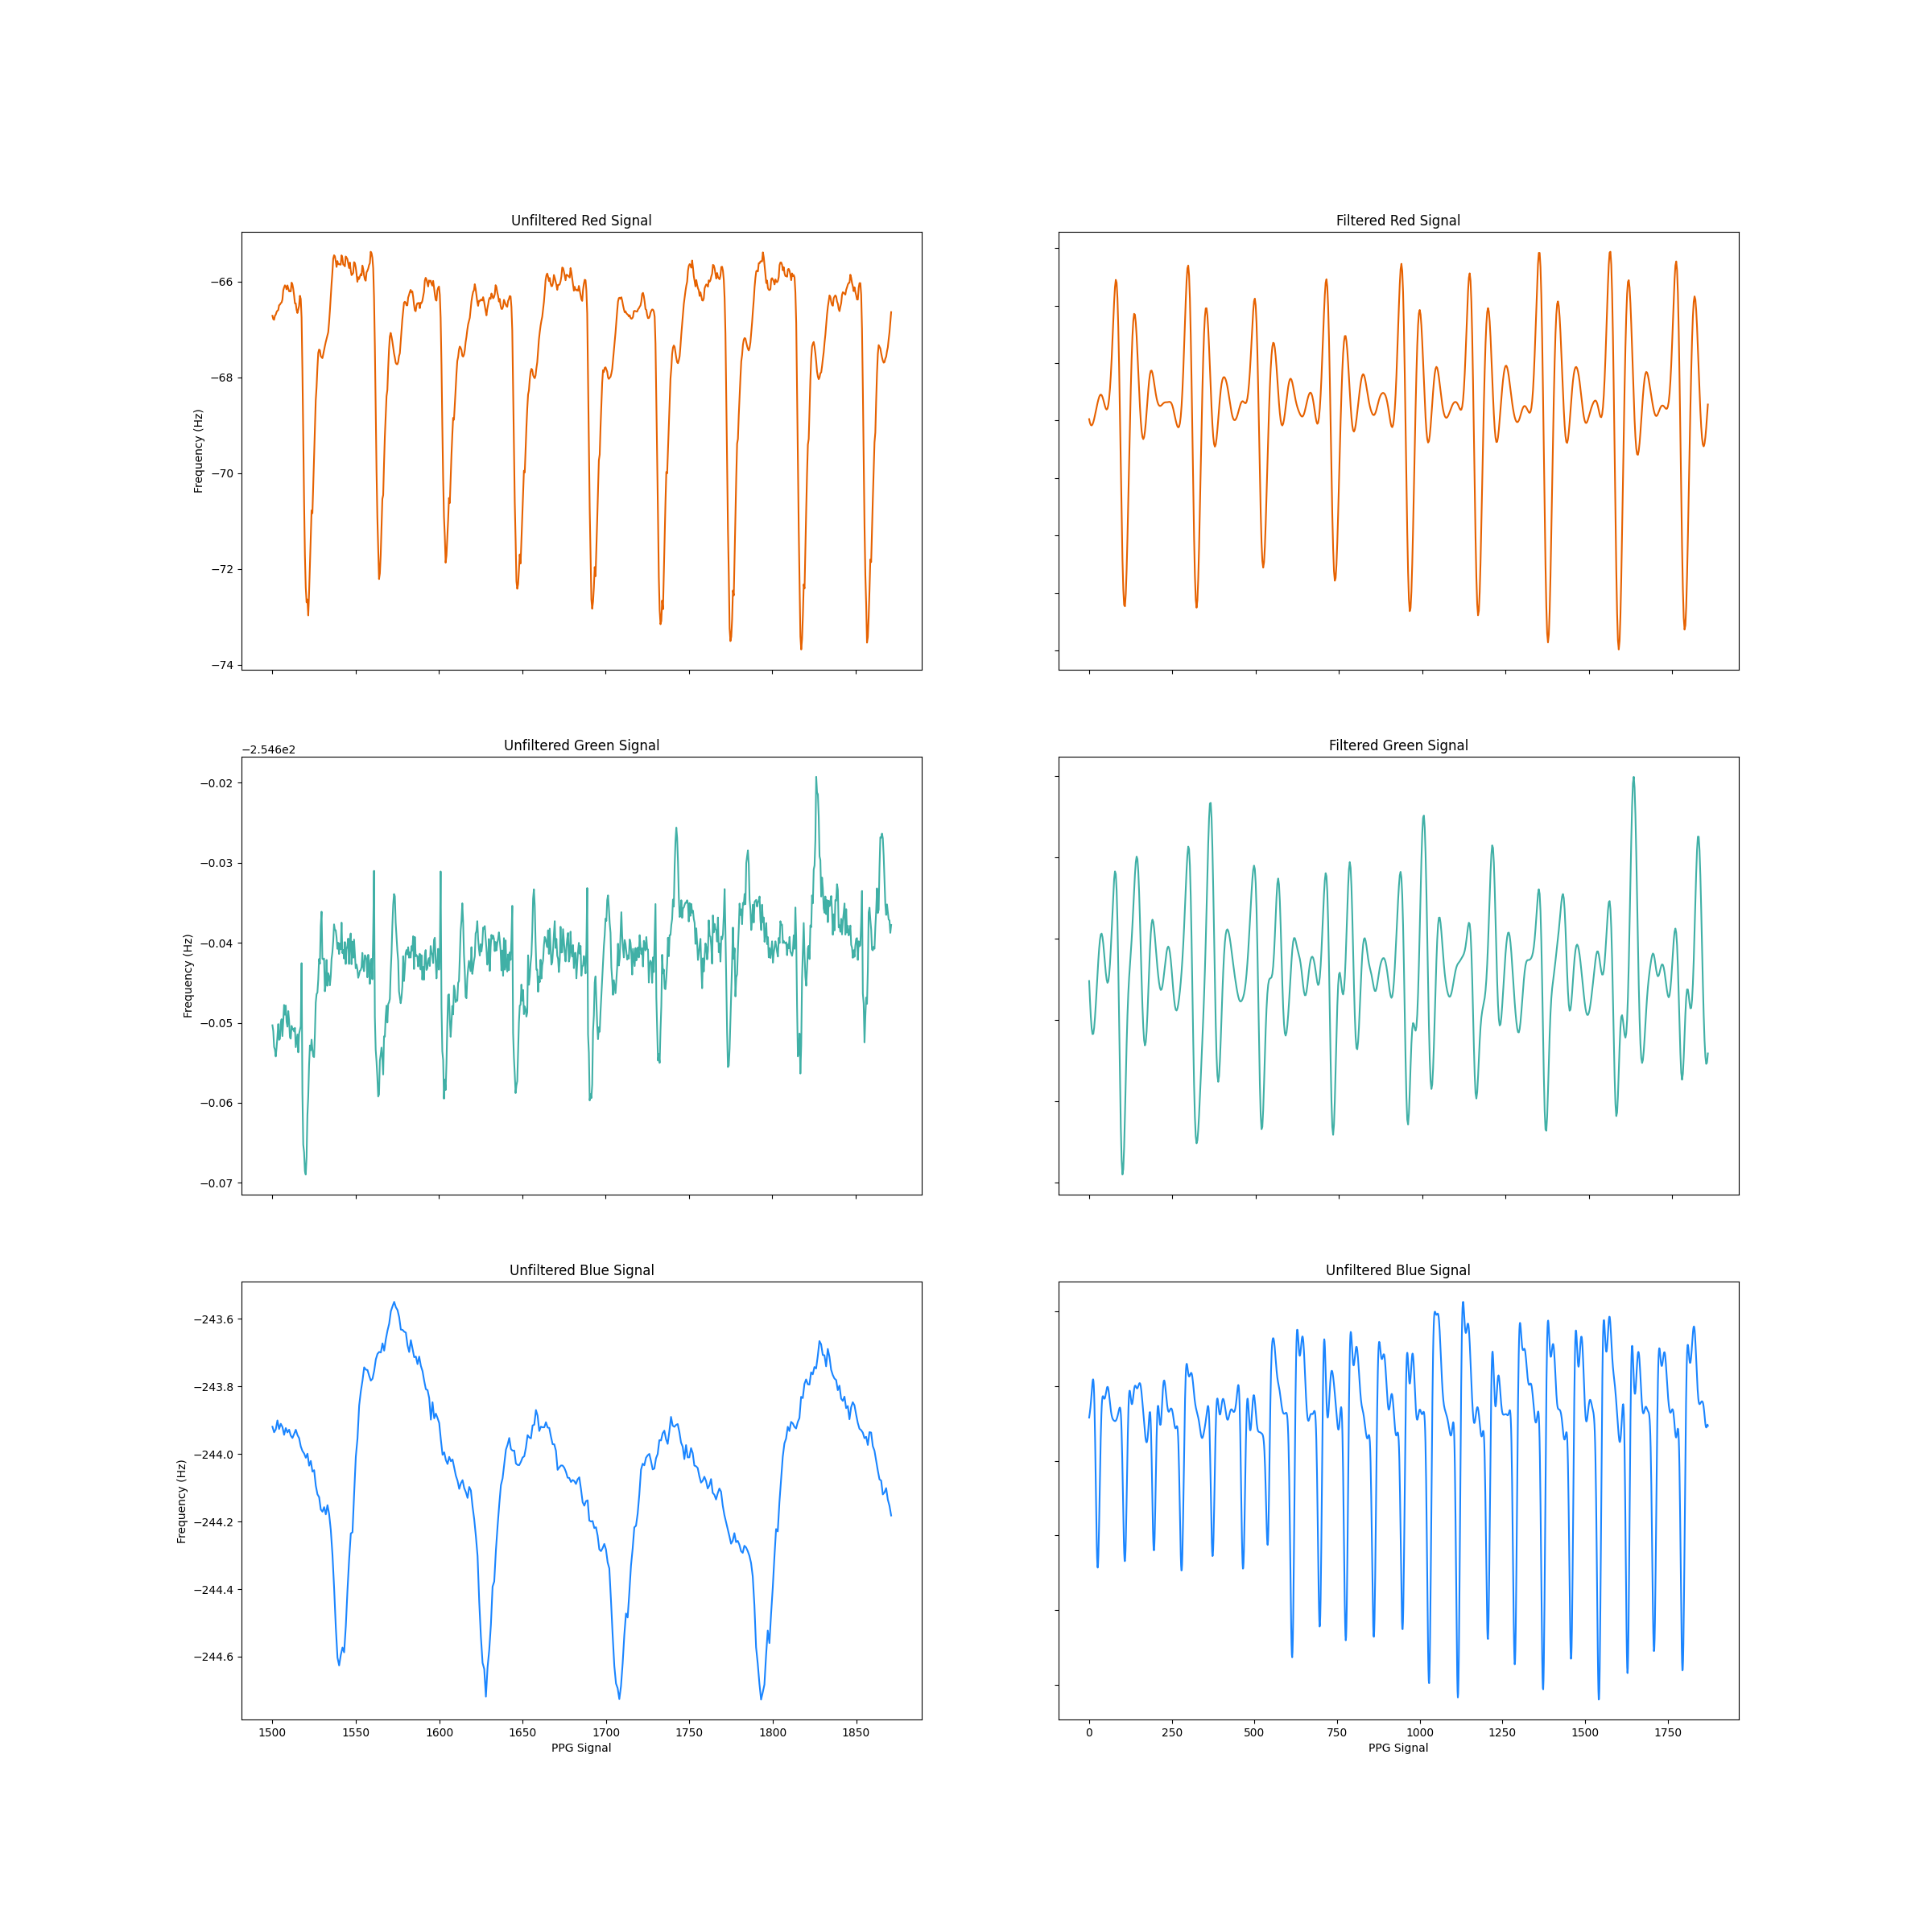 Unfiltered Red Signal
Filtered Red Signal
−66
−68
−70
−72
−74
Frequency (Hz)
Unfiltered Green Signal
Filtered Green Signal
−2.546e2
−0.02
−0.03
−0.04
−0.05
−0.06
−0.07
Frequency (Hz)
Unfiltered Blue Signal
Unfiltered Blue Signal
−243.6
−243.8
−244.0
−244.2
−244.4
−244.6
Frequency (Hz)
1500 1550 1600 1650 1700 1750 1800 1850
0 250 500 750 1000 1250 1500 1750
PPG Signal
PPG Signal